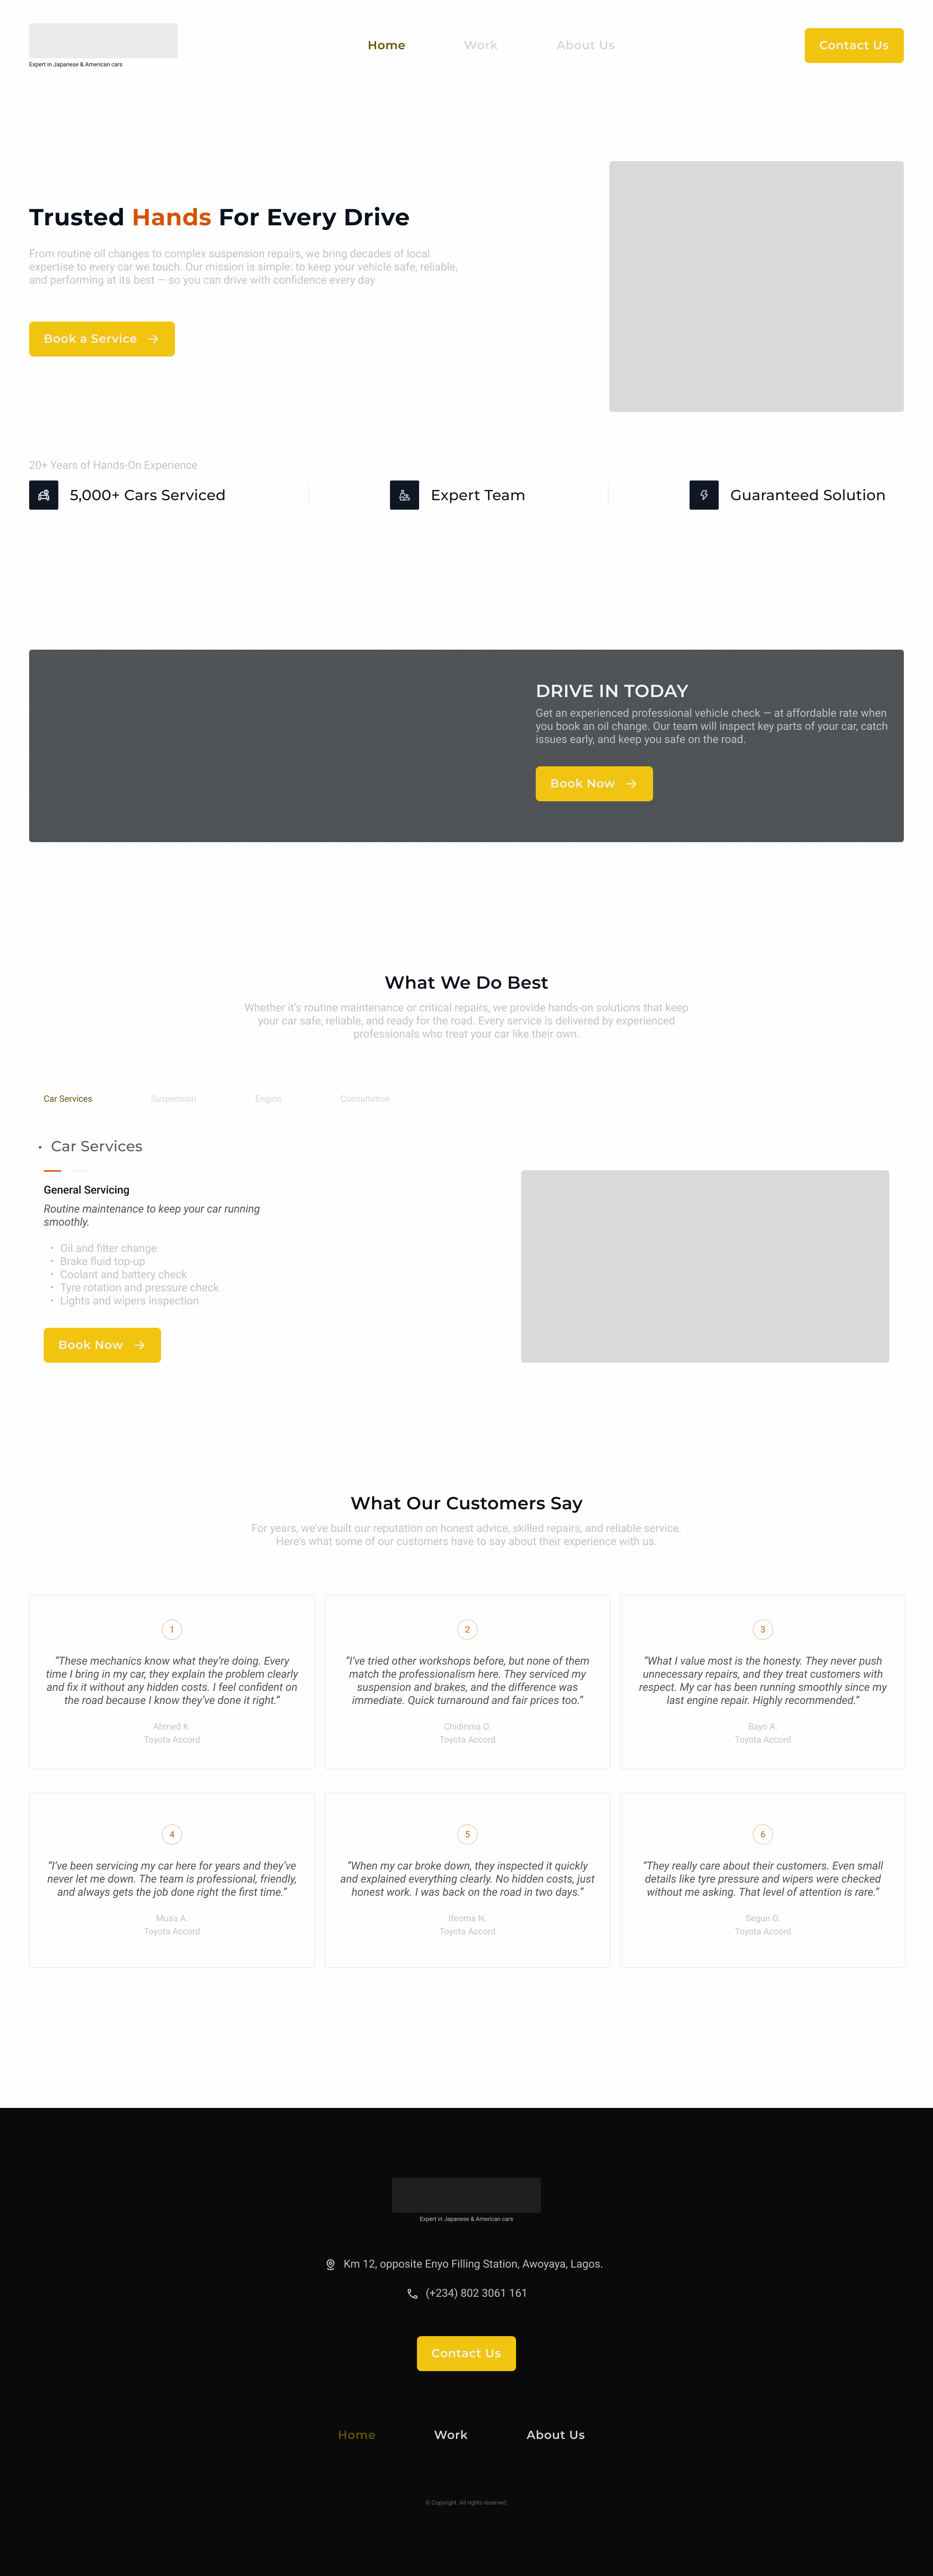 Expert in Japanese & American cars
Home
Work
About Us
Contact Us
Trusted Hands For Every Drive
From routine oil changes to complex suspension repairs, we bring decades of local
expertise to every car we touch. Our mission is simple: to keep your vehicle safe, reliable,
and performing at its best — so you can drive with confidence every day
Book a Service
20+ Years of Hands-On Experience
5,000+ Cars Serviced
Expert Team
Guaranteed Solution
DRIVE IN TODAY
Get an experienced professional vehicle check — at affordable rate when
you book an oil change. Our team will inspect key parts of your car, catch
issues early, and keep you safe on the road.
Book Now
What We Do Best
Whether it’s routine maintenance or critical repairs, we provide hands-on solutions that keep
your car safe, reliable, and ready for the road. Every service is delivered by experienced
professionals who treat your car like their own.
Car Services
Suspension
Engine
Consultation
• Car Services
General Servicing
Routine maintenance to keep your car running
smoothly.
• Oil and filter change
• Brake fluid top-up
• Coolant and battery check
• Tyre rotation and pressure check
• Lights and wipers inspection
Book Now
What Our Customers Say
For years, we’ve built our reputation on honest advice, skilled repairs, and reliable service.
Here’s what some of our customers have to say about their experience with us.
1
“These mechanics know what they’re doing. Every
time I bring in my car, they explain the problem clearly
and fix it without any hidden costs. I feel confident on
the road because I know they’ve done it right.”
Ahmed K.
Toyota Accord
2
“I’ve tried other workshops before, but none of them
match the professionalism here. They serviced my
suspension and brakes, and the difference was
immediate. Quick turnaround and fair prices too.”
Chidinma O.
Toyota Accord
3
“What I value most is the honesty. They never push
unnecessary repairs, and they treat customers with
respect. My car has been running smoothly since my
last engine repair. Highly recommended.”
Bayo A.
Toyota Accord
4
“I’ve been servicing my car here for years and they’ve
never let me down. The team is professional, friendly,
and always gets the job done right the first time.”
Musa A.
Toyota Accord
5
“When my car broke down, they inspected it quickly
and explained everything clearly. No hidden costs, just
honest work. I was back on the road in two days.”
Ifeoma N.
Toyota Accord
6
“They really care about their customers. Even small
details like tyre pressure and wipers were checked
without me asking. That level of attention is rare.”
Segun O.
Toyota Accord
Expert in Japanese & American cars
Km 12, opposite Enyo Filling Station, Awoyaya, Lagos.
(+234) 802 3061 161
Contact Us
Home
Work
About Us
© Copyright. All rights reserved.